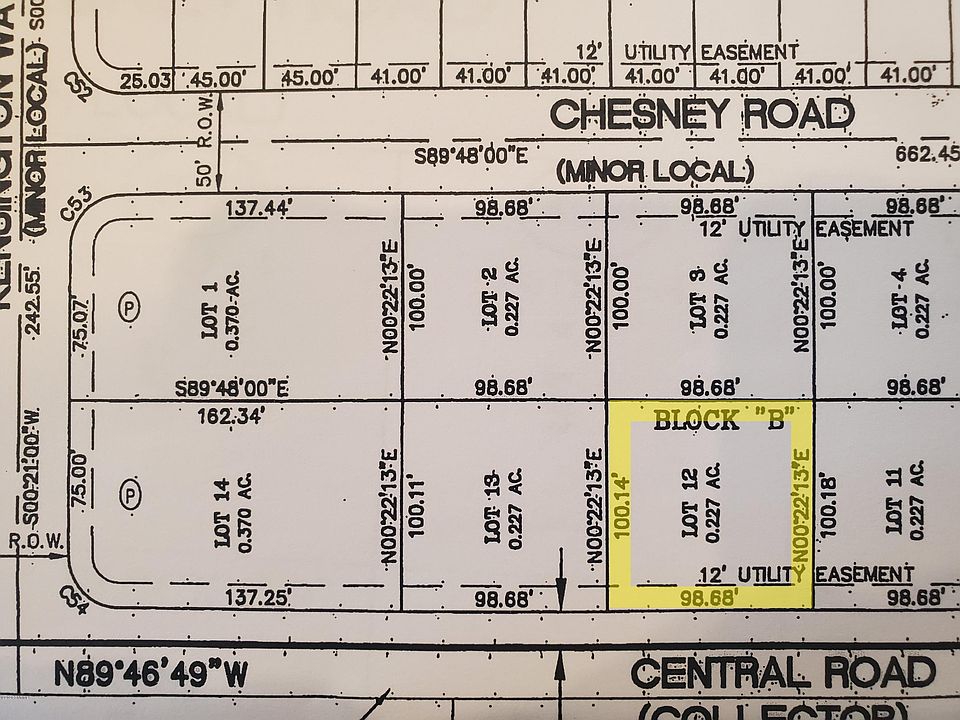 12' UTILITY EASEMENT
25.03 45.00' 45.00' 41.00' 41.00' 41.00' 41.00' 41.00' 41.00' 41.00'
C52
CHESNEY ROAD
50' R.O.W.
S89°48'00"E
662.45
(MINOR LOCAL)
(MINOR LOCAL)
C53
137.44' 98.68' 98.68' 98.68'
12' UTILITY EASEMENT
242.55'
75.07'
P
LOT 1
0.370 AC.
N00°22'13"E
100.00'
LOT 2
0.227 AC.
N00°22'13"E
100.00'
LOT 3
0.227 AC.
N00°22'13"E
100.00'
LOT 4
0.227 AC.
S89°48'00"E
98.68' 98.68' 98.68'
162.34'
BLOCK "B"
S00°21'00"W
75.00'
P
LOT 14
0.370 AC.
N00°22'13"E
100.11'
LOT 13
0.227 AC.
N00°22'13"E
100.14'
LOT 12
0.227 AC.
N00°22'13"E
100.18'
LOT 11
0.227 AC.
R.O.W.
12' UTILITY EASEMENT
C54
137.25' 98.68' 98.68' 98.68'
N89°46'49"W
CENTRAL ROAD
(COLLECTOR)